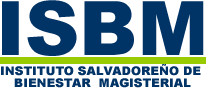 ISBM
INSTITUTO SALVADOREÑO DE
BIENESTAR MAGISTERIAL